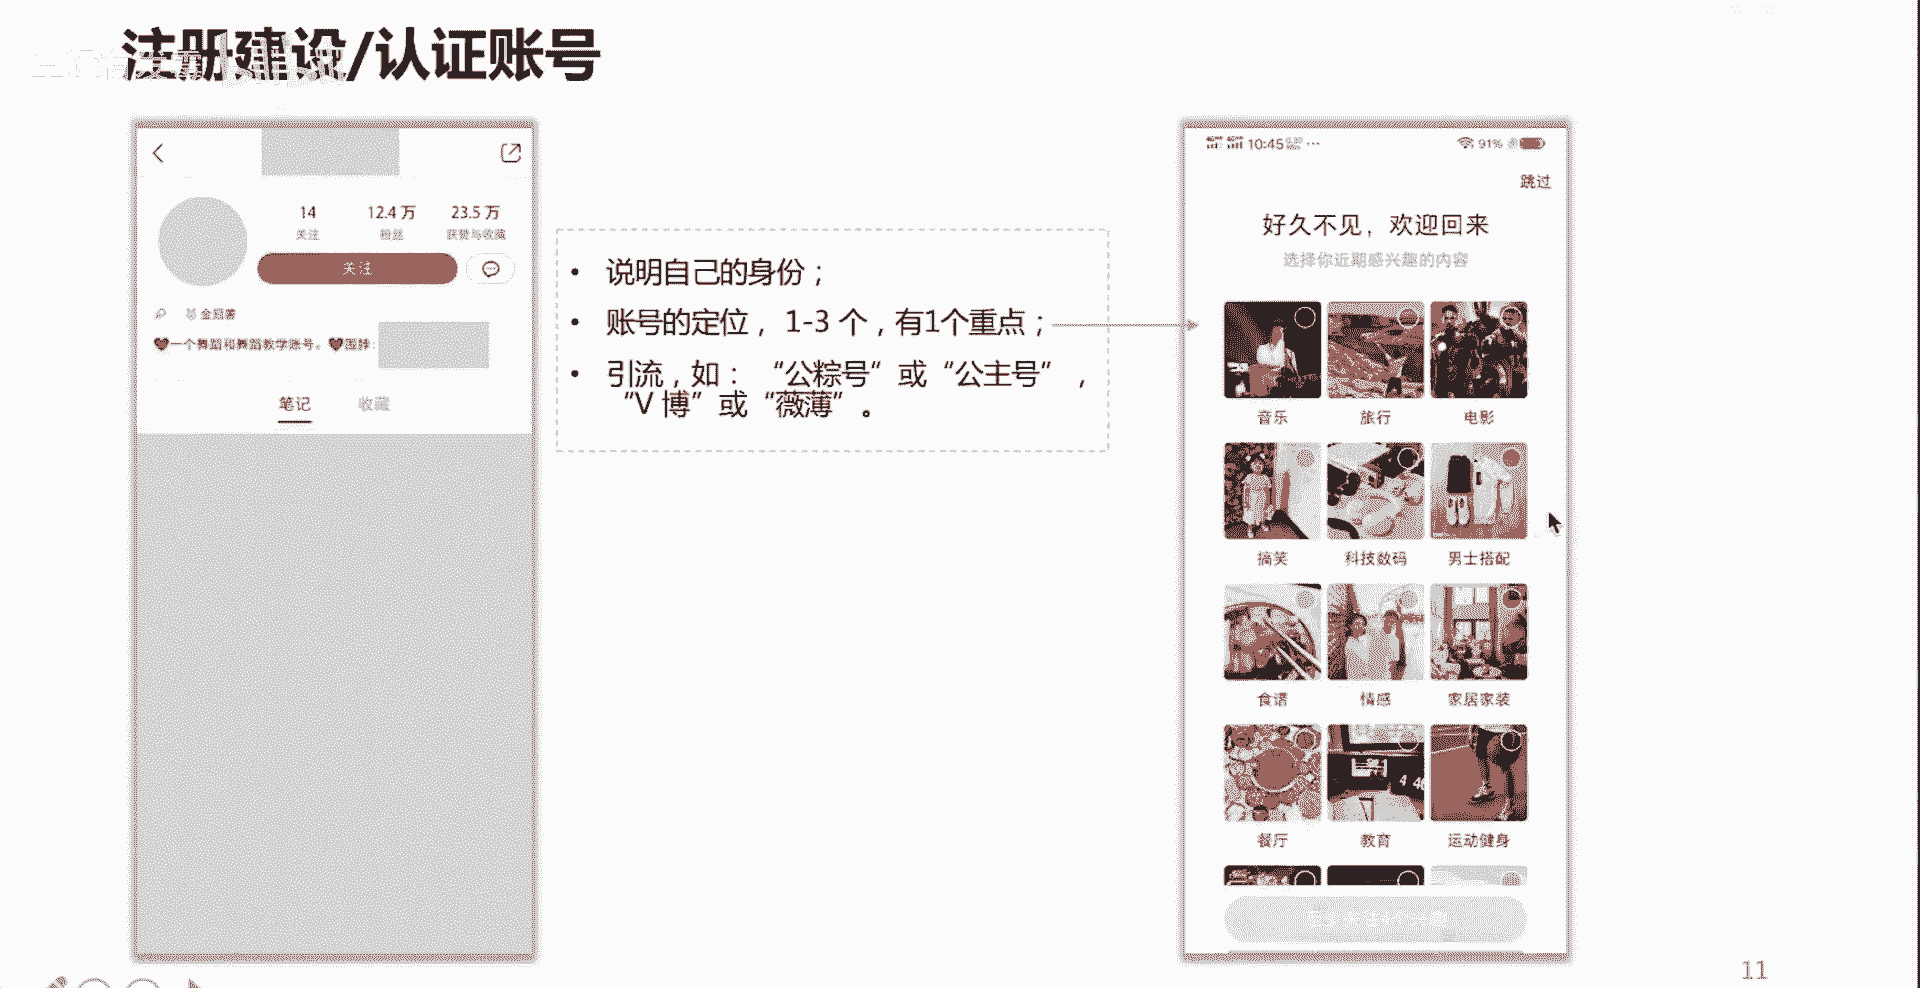 注册建设/认证账号
14
12.4 万
23.5 万
关注
粉丝
获赞与收藏
关注
金冠薯
一个舞蹈和舞蹈教学账号。
笔记
收藏
• 说明自己的身份；
• 账号的定位， 1-3 个，有1个重点；
• 引流，如： “公粽号” 或 “公主号” ，
“V 博” 或 “薇薄” 。
10:45
91%
跳过
好久不见，欢迎回来
选择你近期感兴趣的内容
音乐
旅行
电影
搞笑
科技数码
男士搭配
食谱
情感
家居家装
餐厅
教育
运动健身
11